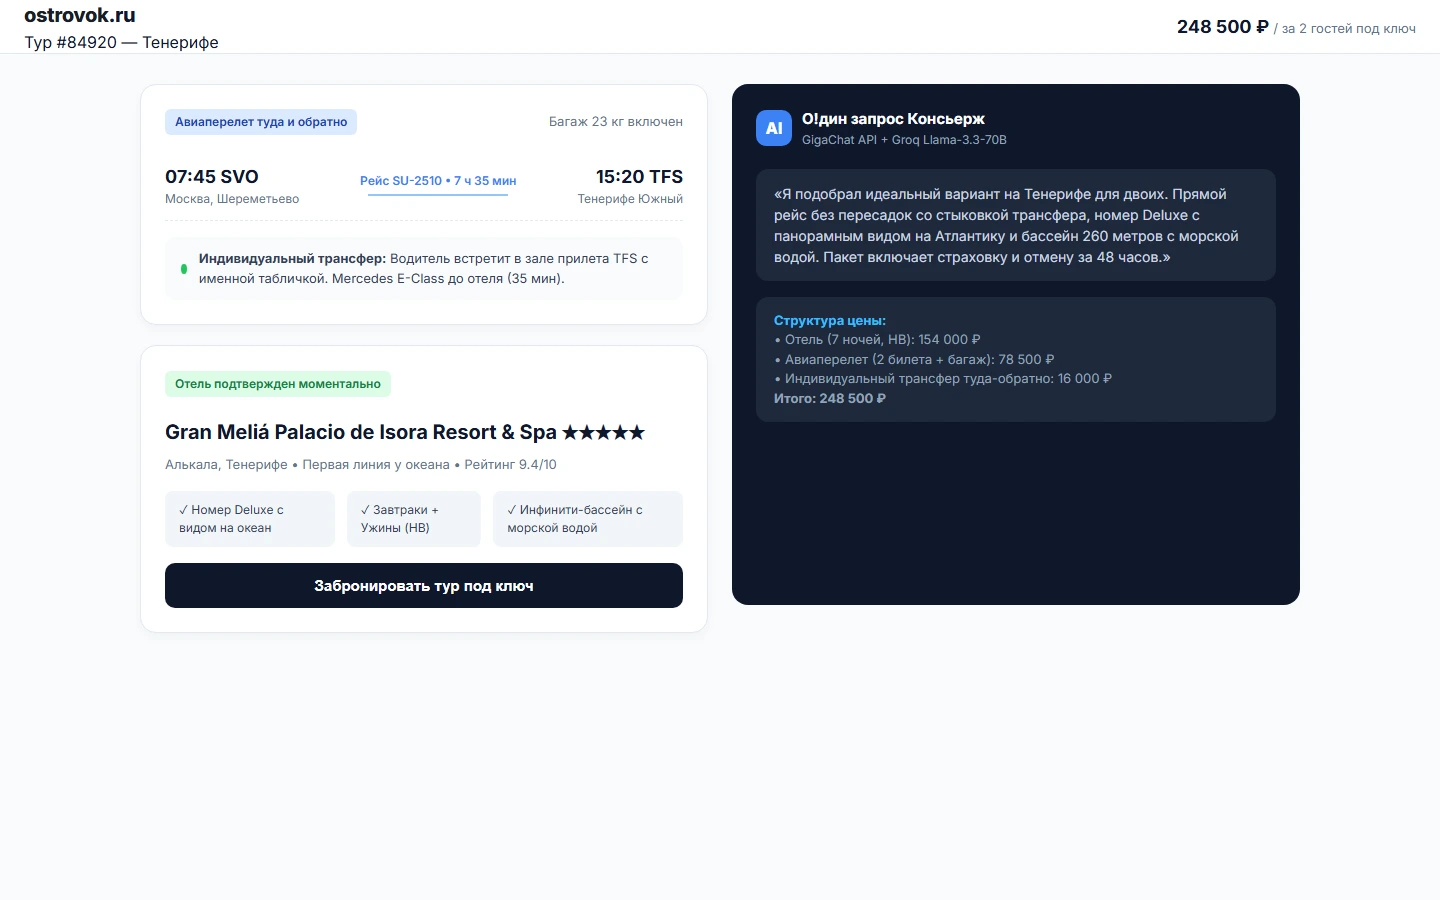 ostrovok.ru
Тур #84920 — Тенерифе
248 500 ₽ / за 2 гостей под ключ
Авиаперелет туда и обратно
Багаж 23 кг включен
07:45 SVO
Москва, Шереметьево
Рейс SU-2510 • 7 ч 35 мин
15:20 TFS
Тенерифе Южный
Индивидуальный трансфер: Водитель встретит в зале прилета TFS с
именной табличкой. Mercedes E-Class до отеля (35 мин).
Отель подтвержден моментально
Gran Meliá Palacio de Isora Resort & Spa ★★★★★
Алькала, Тенерифе • Первая линия у океана • Рейтинг 9.4/10
✓ Номер Deluxe с
видом на океан
✓ Завтраки +
Ужины (HB)
✓ Инфинити-бассейн с
морской водой
Забронировать тур под ключ
AI
О!дин запрос Консьерж
GigaChat API + Groq Llama-3.3-70B
«Я подобрал идеальный вариант на Тенерифе для двоих. Прямой
рейс без пересадок со стыковкой трансфера, номер Deluxe с
панорамным видом на Атлантику и бассейн 260 метров с морской
водой. Пакет включает страховку и отмену за 48 часов.»
Структура цены:
• Отель (7 ночей, HB): 154 000 ₽
• Авиаперелет (2 билета + багаж): 78 500 ₽
• Индивидуальный трансфер туда-обратно: 16 000 ₽
Итого: 248 500 ₽